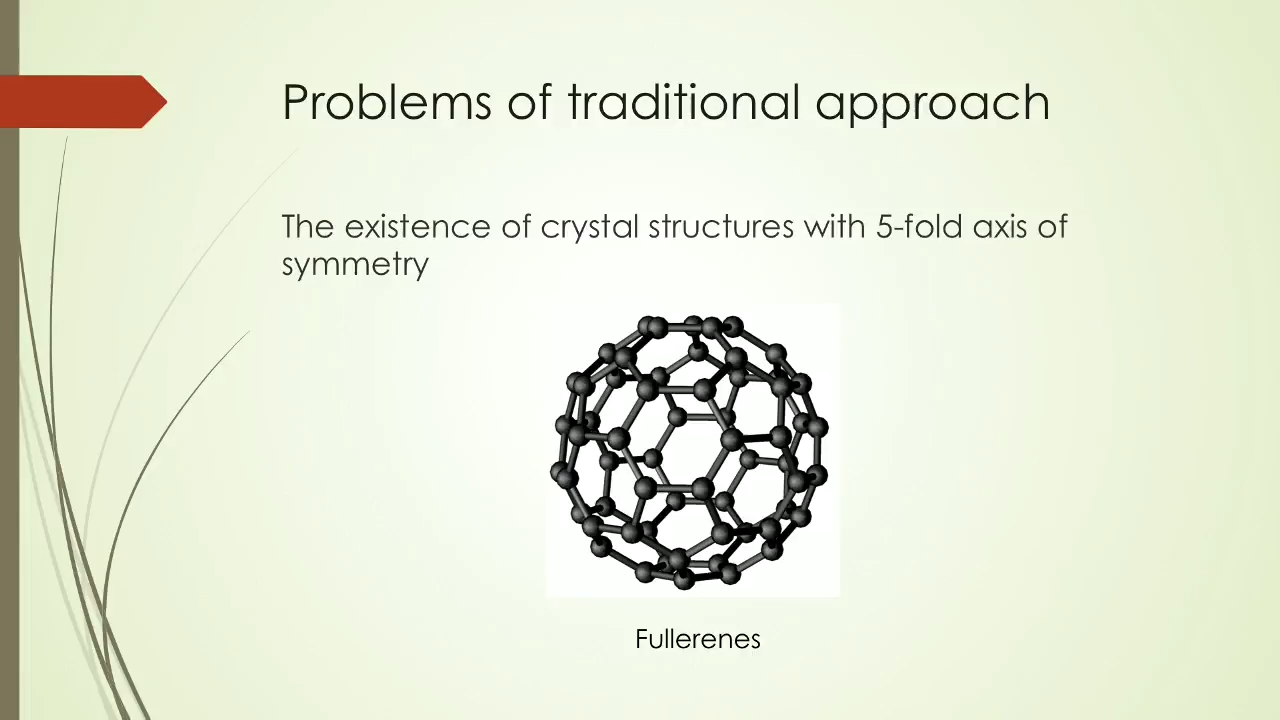 Problems of traditional approach
The existence of crystal structures with 5-fold axis of
symmetry
Fullerenes